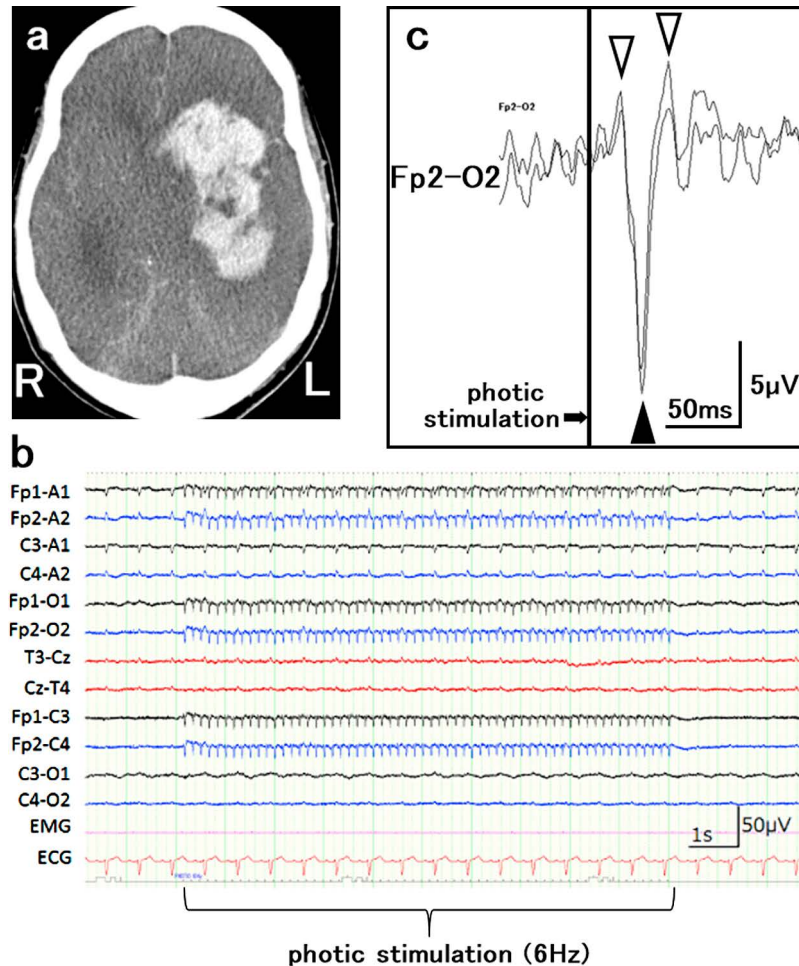 a
R
L
c
Fp2-O2
Fp2-O2
photic
stimulation
50ms
5μV
b
Fp1-A1
Fp2-A2
C3-A1
C4-A2
Fp1-O1
Fp2-O2
T3-Cz
Cz-T4
Fp1-C3
Fp2-C4
C3-O1
C4-O2
EMG
ECG
1s
50μV
photic stimulation (6Hz)